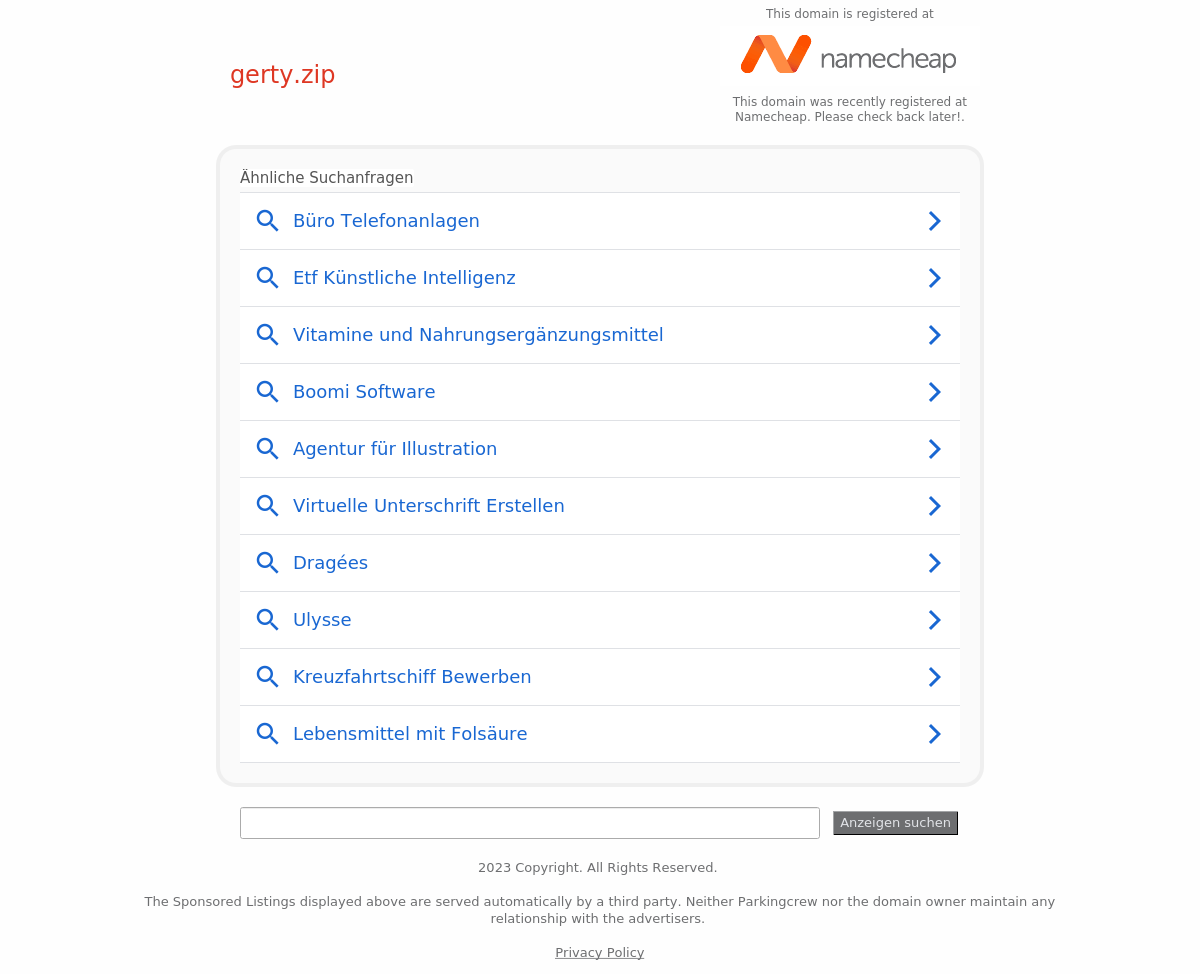 This domain is registered at
namecheap
gerty.zip
This domain was recently registered at
Namecheap. Please check back later!.
Ähnliche Suchanfragen
Büro Telefonanlagen
Etf Künstliche Intelligenz
Vitamine und Nahrungsergänzungsmittel
Boomi Software
Agentur für Illustration
Virtuelle Unterschrift Erstellen
Dragées
Ulysse
Kreuzfahrtschiff Bewerben
Lebensmittel mit Folsäure
Anzeigen suchen
2023 Copyright. All Rights Reserved.
The Sponsored Listings displayed above are served automatically by a third party. Neither Parkingcrew nor the domain owner maintain any
relationship with the advertisers.
Privacy Policy